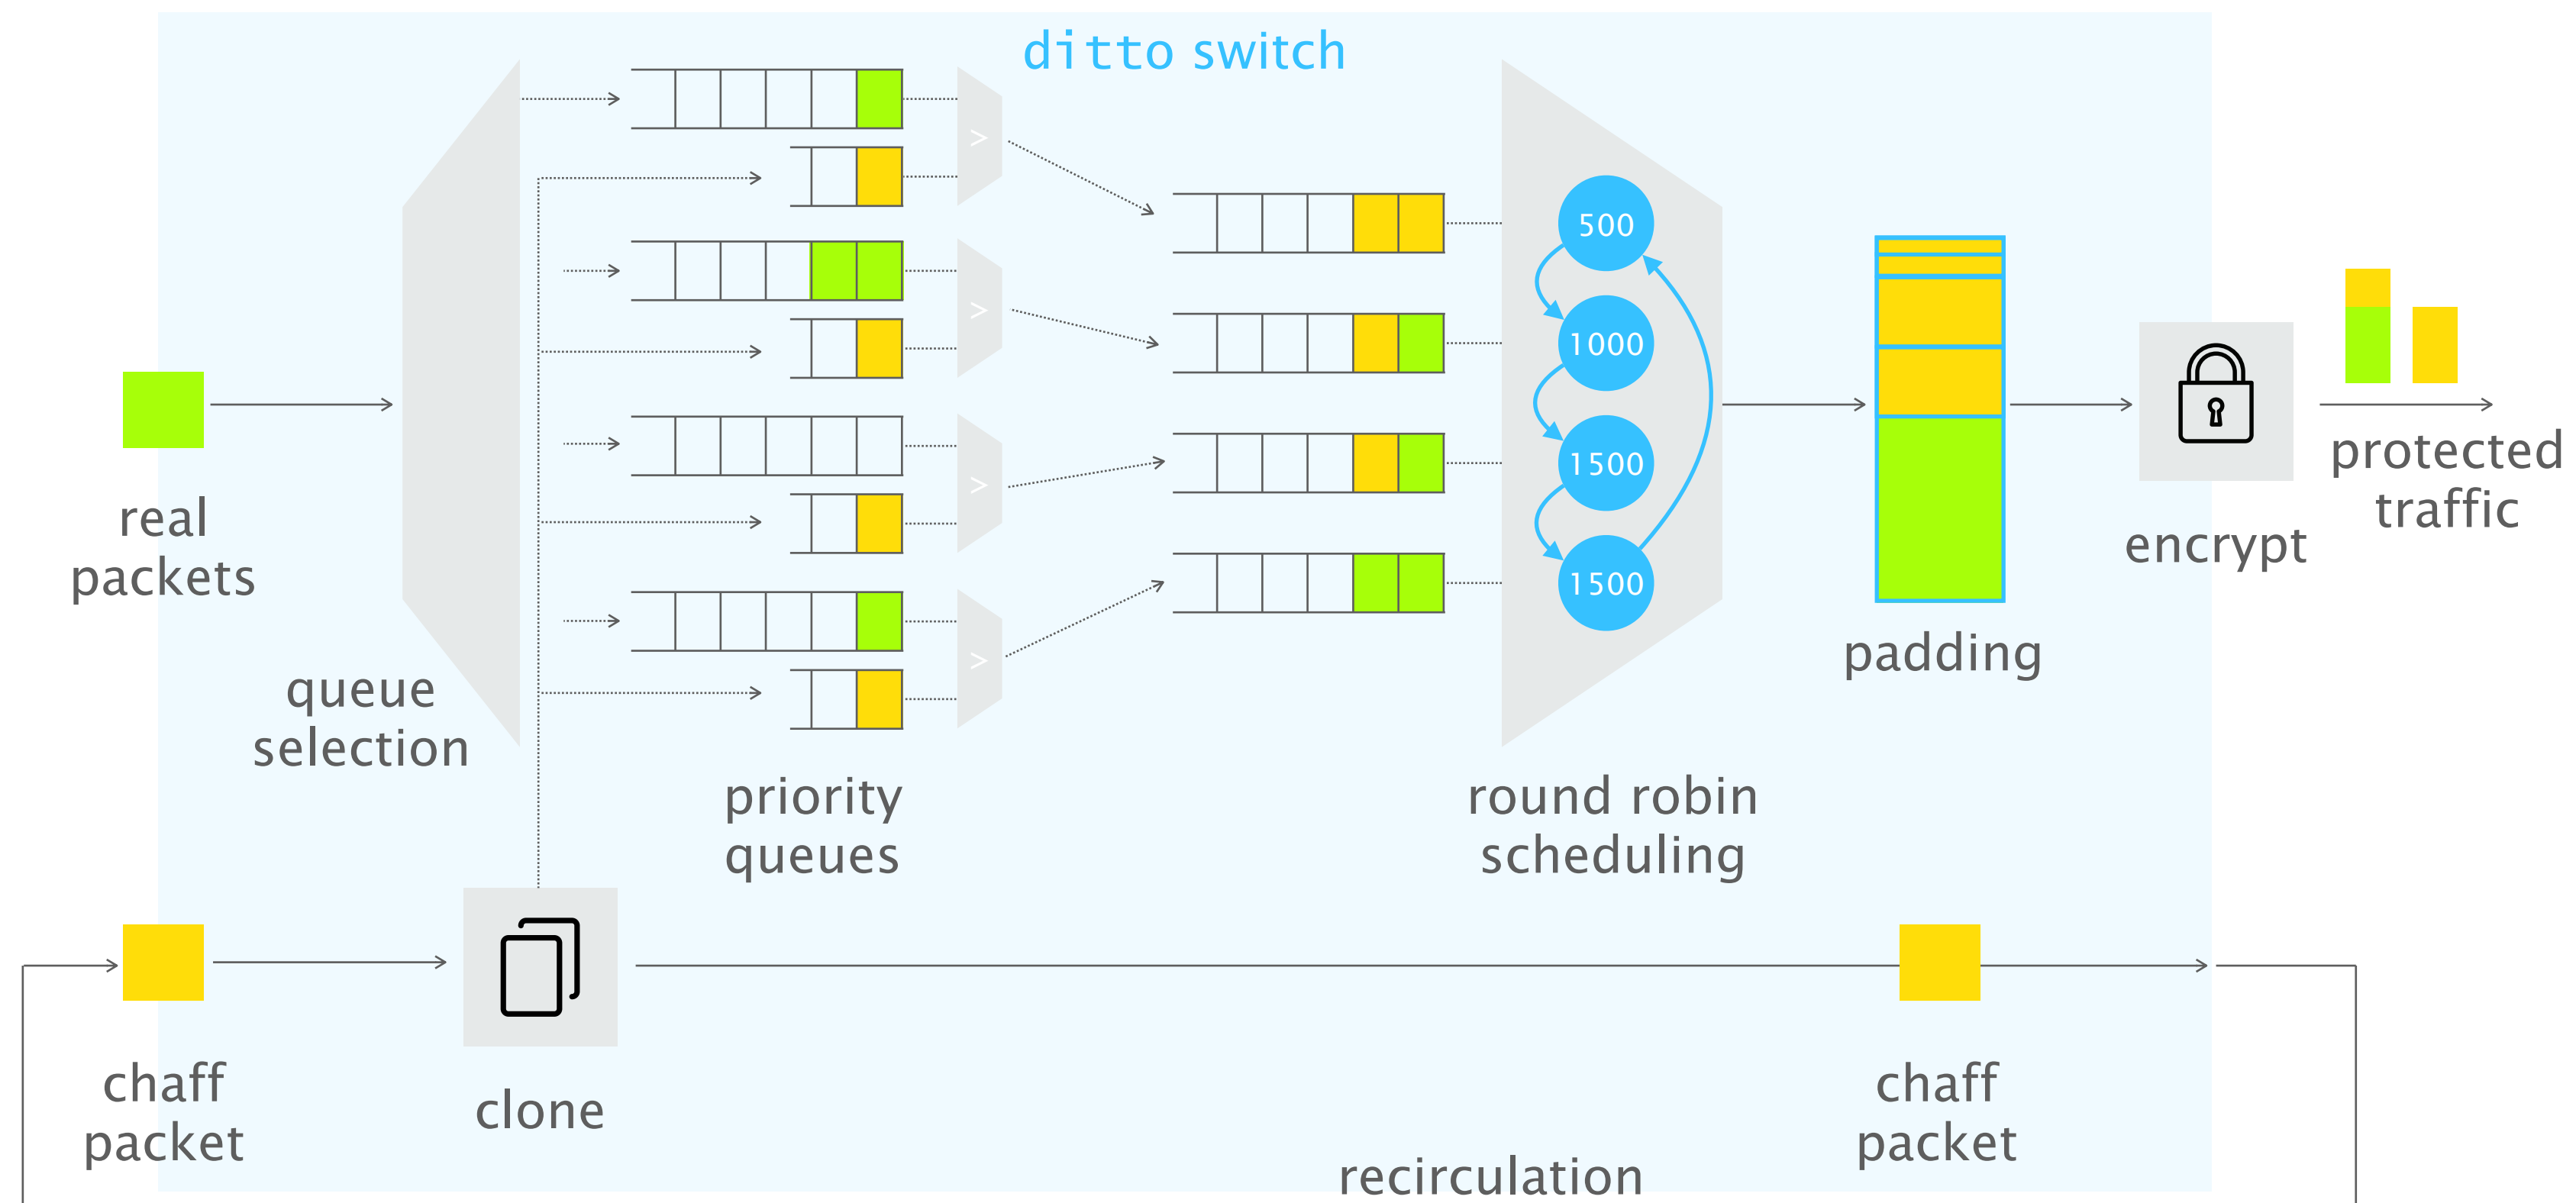 ditto switch
>
>
>
>
500
1000
1500
1500
real
packets
queue
selection
priority
queues
round robin
scheduling
padding
encrypt
protected
traffic
chaff
packet
clone
chaff
packet
recirculation